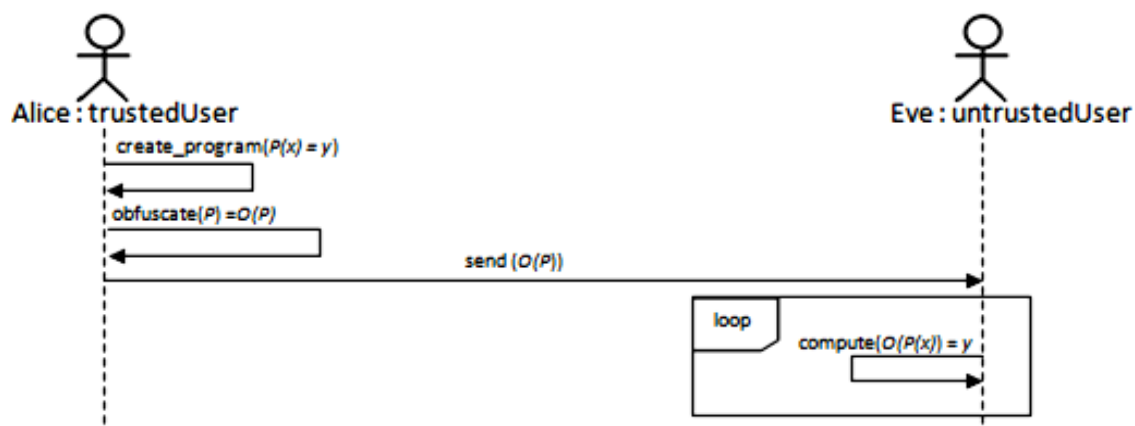 Alice : trustedUser
Eve : untrustedUser
create_program(P(x) = y)
obfuscate(P) =O(P)
send (O(P))
loop
compute(O(P(x)) = y